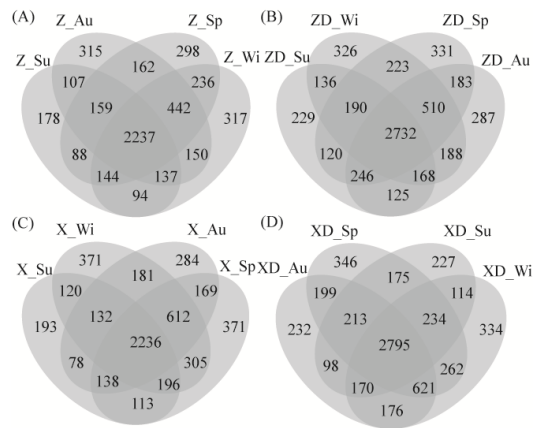 (A) Z_Au Z_Sp (B) ZD_Wi ZD_Sp
Z_Su 315 298 Z_Wi ZD_Su 326 331 ZD_Au
107 162 236 136 223 183
178 159 442 317 229 190 510 287
2237 2732
88 150 120 188
144 137 246 168
94 125
(C) X_Wi X_Au (D) XD_Sp XD_Su
X_Su 371 284 X_Sp XD_Au 346 227 XD_Wi
120 181 169 199 175 114
193 132 612 371 232 213 234 334
2236 2795
78 305 98 262
138 196 170 621
113 176